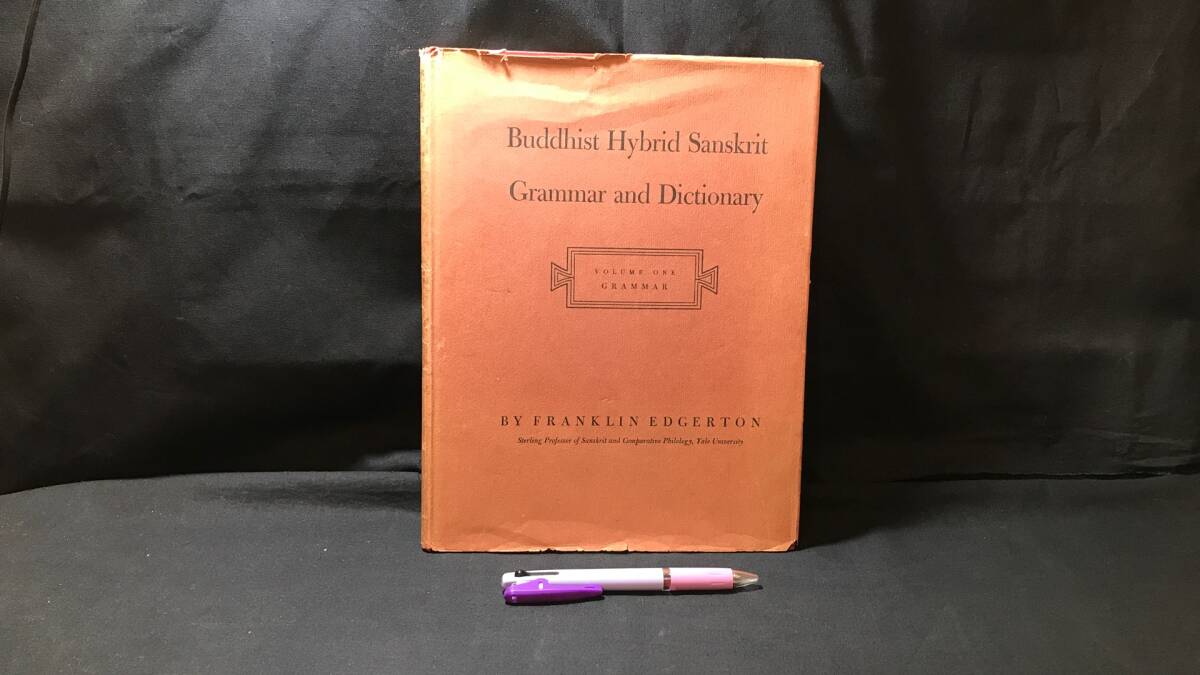 Buddhist Hybrid Sanskrit
Grammar and Dictionary
VOLUME ONE
GRAMMAR
BY FRANKLIN EDGERTON
Sterling Professor of Sanskrit and Comparative Philology, Yale University